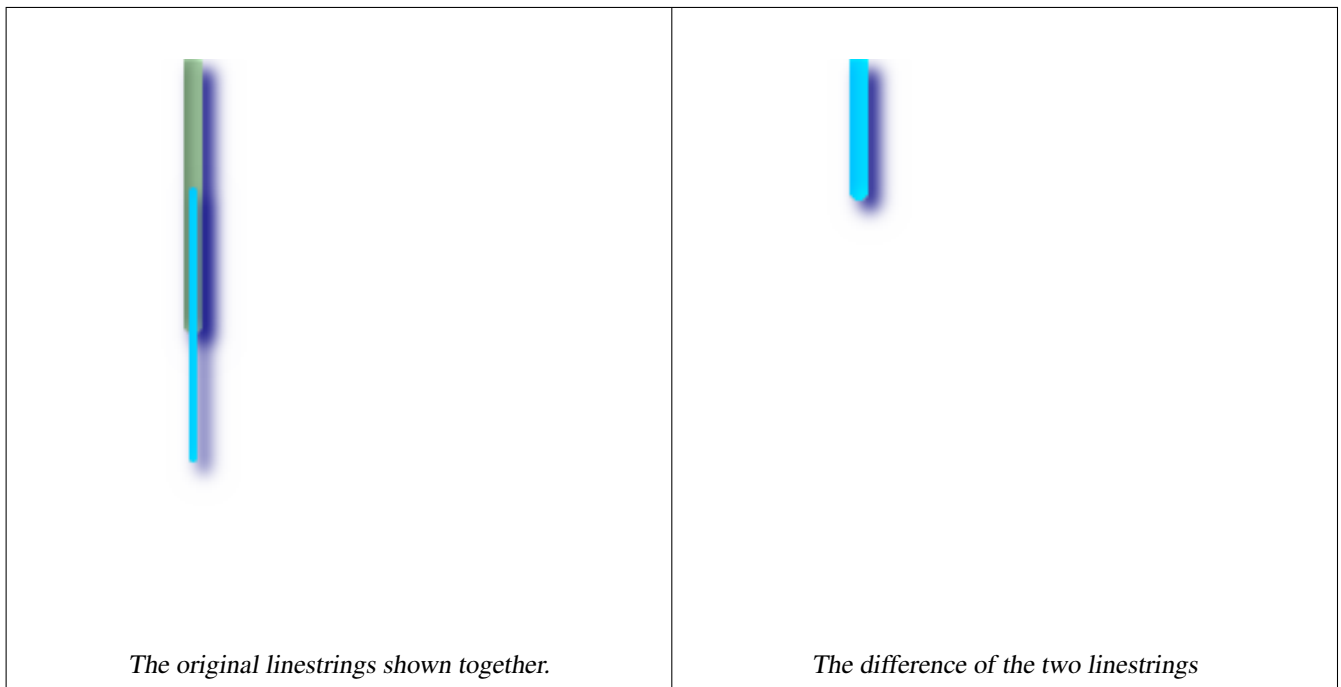 The original linestrings shown together.
The difference of the two linestrings